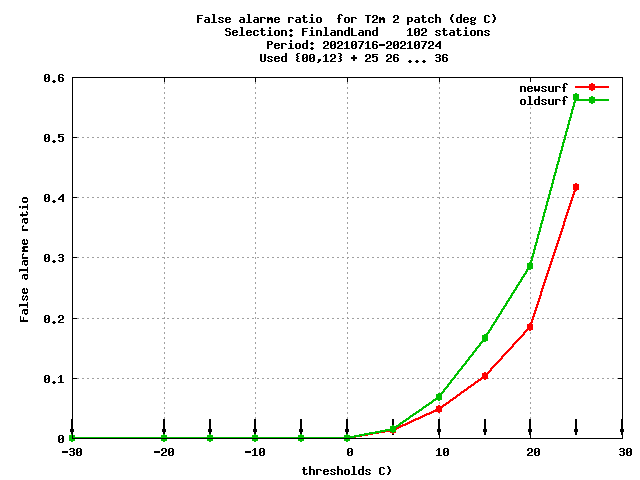 False alarme ratio  for T2m 2 patch (deg C)
Selection: FinlandLand    102 stations
Period: 20210716-20210724
Used {00,12} + 25 26 ... 36
newsurf
oldsurf
0.6
0.5
0.4
0.3
0.2
0.1
0
False alarme ratio
-30
-20
-10
0
10
20
30
thresholds C)